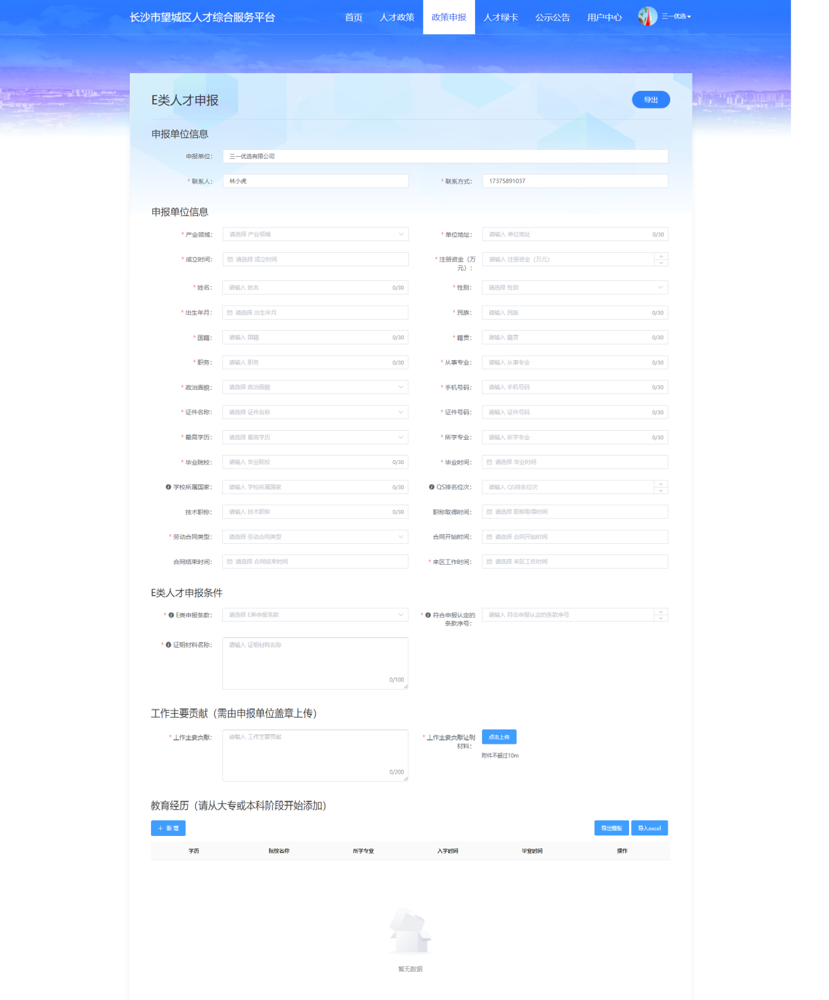 长沙市望城区人才综合服务平台 首页 人才政策 政策申报 人才绿卡 公示公告 用户中心 三一优选
E类人才申报 导出
申报单位信息
申报单位： 三一优选有限公司
* 联系人： 林小虎 * 联系方式： 17375891037
申报单位信息
* 产业领域： 请选择 产业领域 * 单位地址： 请输入 单位地址 0/30
* 成立时间： 请选择 成立时间 * 注册资金（万 请输入 注册资金（万元）
元）：
* 姓名： 请输入 姓名 0/30 * 性别： 请选择 性别
* 出生年月： 请选择 出生年月 * 民族： 请输入 民族 0/30
* 国籍： 请输入 国籍 0/30 * 籍贯： 请输入 籍贯 0/30
* 职务： 请输入 职务 0/30 * 从事专业： 请输入 从事专业 0/30
* 政治面貌： 请选择 政治面貌 * 手机号码： 请输入 手机号码 0/30
* 证件名称： 请选择 证件名称 * 证件号码： 请输入 证件号码 0/30
* 最高学历： 请选择 最高学历 * 所学专业： 请输入 所学专业 0/30
* 毕业院校： 请输入 毕业院校 0/30 * 毕业时间： 请选择 毕业时间
学校所属国家： 请输入 学校所属国家 0/30 QS排名位次： 请输入 QS排名位次
技术职称： 请输入 技术职称 0/30 职称取得时间： 请选择 职称取得时间
* 劳动合同类型： 请选择 劳动合同类型 合同开始时间： 请选择 合同开始时间
合同结束时间： 请选择 合同结束时间 * 来区工作时间： 请选择 来区工作时间
E类人才申报条件
* E类申报条款： 请选择 E类申报条款 * 符合申报认定的 请输入 符合申报认定的条款序号
条款序号：
* 证明材料名称： 请输入 证明材料名称
0/100
工作主要贡献（需由申报单位盖章上传）
* 工作主要贡献： 请输入 工作主要贡献 * 工作主要贡献证明 点击上传
材料：
附件不超过10m
0/200
教育经历（请从大专或本科阶段开始添加）
+ 新 增 导出模板 导入excel
学历 院校名称 所学专业 入学时间 毕业时间 操作
暂无数据